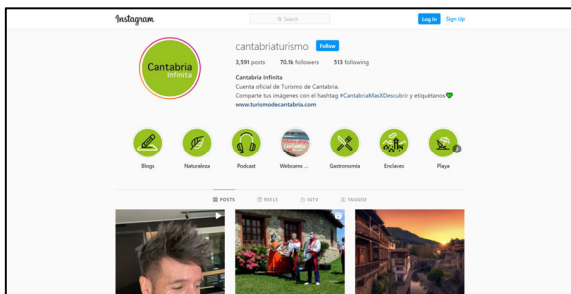 Instagram
Search
Log In Sign Up
Cantabria
Infinita
cantabriaturismo Follow
3,591 posts 70.1k followers 513 following
Cantabria Infinita
Cuenta oficial de Turismo de Cantabria.
Comparte tus imágenes con el hashtag #CantabriaMasXDescubrir y etiquétanos
www.turismodecantabria.com
CANTABRIA
Blogs Naturaleza Podcast Webcams ... Gastronomia Enclaves Playa
POSTS REELS IGTV TAGGED